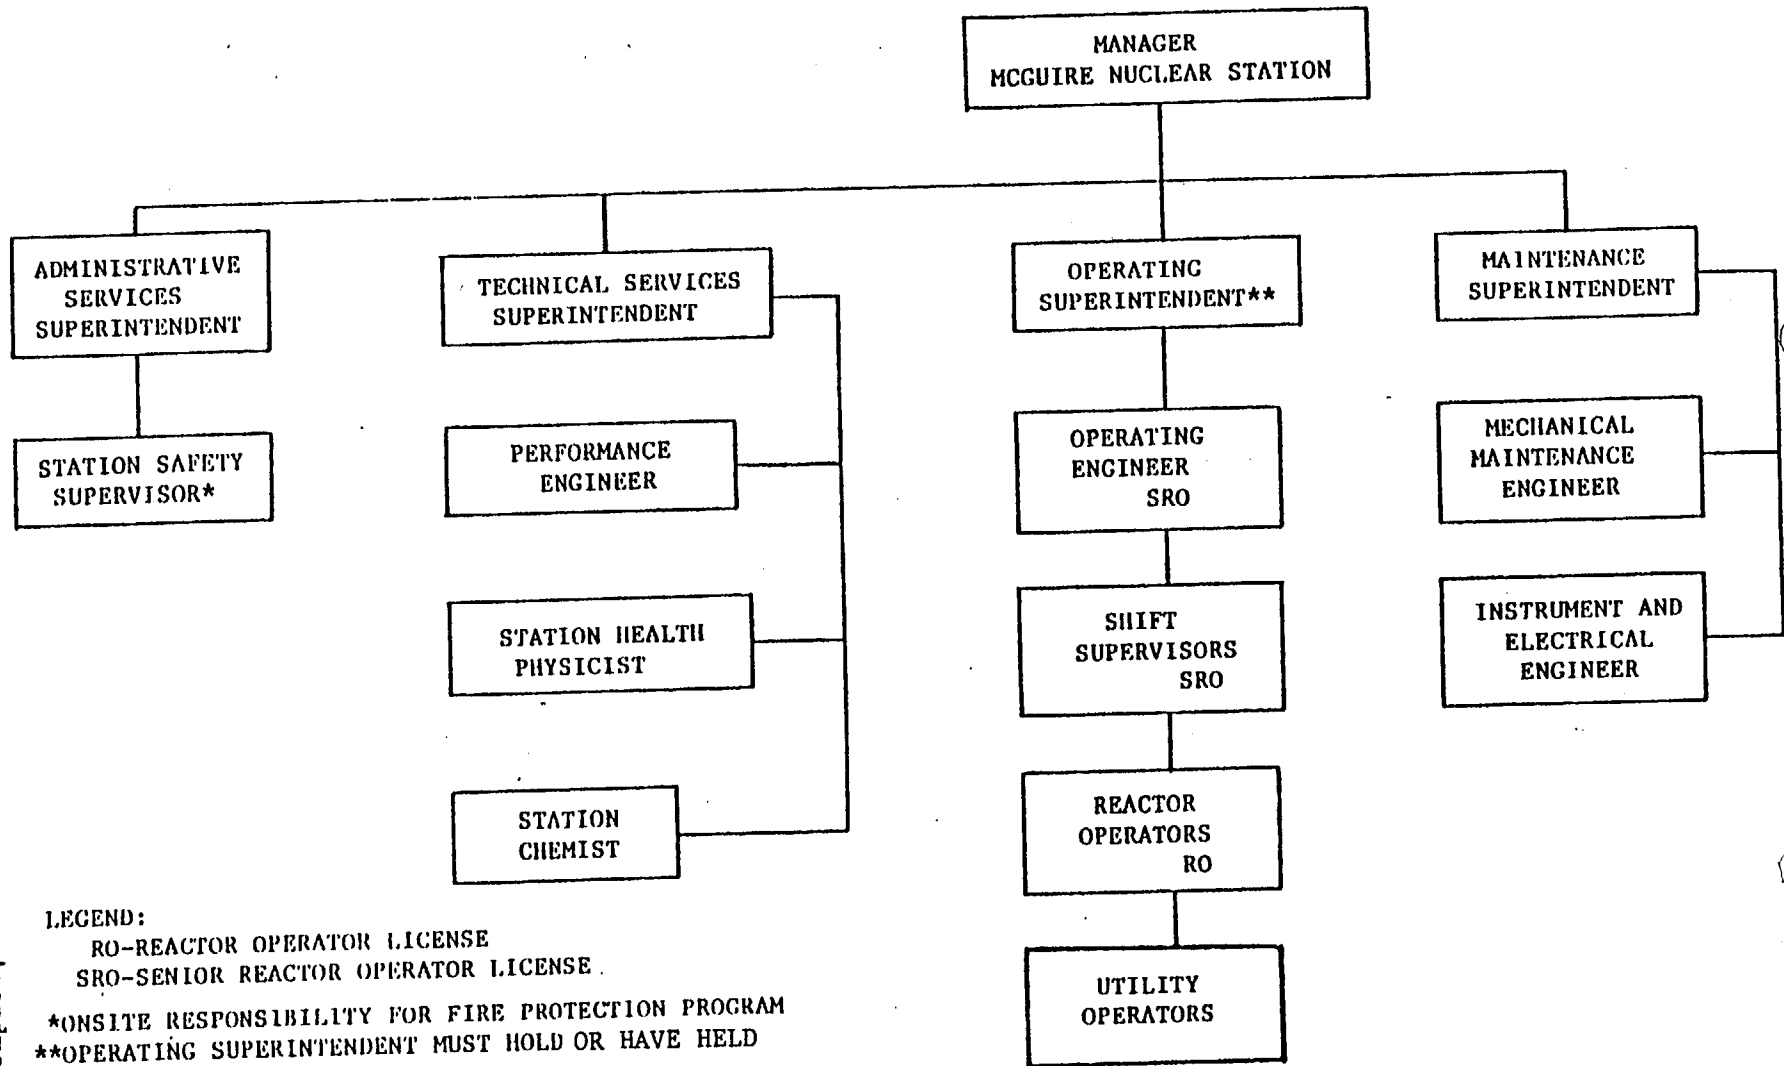 MANAGER
MCGUIRE NUCLEAR STATION
ADMINISTRATIVE
SERVICES
SUPERINTENDENT
TECHNICAL SERVICES
SUPERINTENDENT
OPERATING
SUPERINTENDENT**
MAINTENANCE
SUPERINTENDENT
STATION SAFETY
SUPERVISOR*
PERFORMANCE
ENGINEER
OPERATING
ENGINEER
SRO
MECHANICAL
MAINTENANCE
ENGINEER
STATION HEALTH
PHYSICIST
SHIFT
SUPERVISORS
SRO
INSTRUMENT AND
ELECTRICAL
ENGINEER
STATION
CHEMIST
REACTOR
OPERATORS
RO
UTILITY
OPERATORS
LEGEND:
RO-REACTOR OPERATOR LICENSE
SRO-SENIOR REACTOR OPERATOR LICENSE
*ONSITE RESPONSIBILITY FOR FIRE PROTECTION PROGRAM
**OPERATING SUPERINTENDENT MUST HOLD OR HAVE HELD